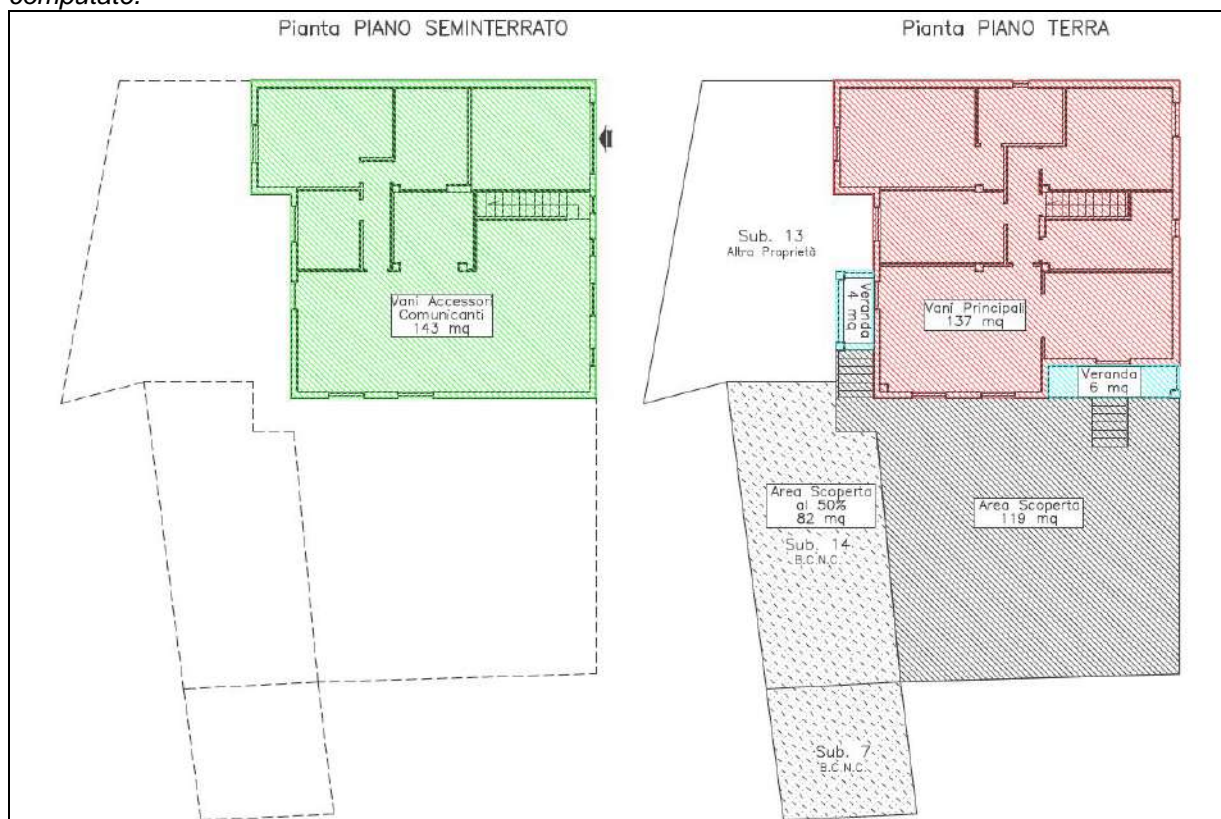 computato.
Pianta PIANO SEMINTERRATO
Pianta PIANO TERRA
Vani Accessori
Comunicanti
143 mq
Sub. 13
Altra Proprietà
Veranda
4 mq
Vani Principali
137 mq
Veranda
6 mq
Area Scoperta
al 50%
82 mq
Sub. 14
B.C.N.C.
Area Scoperta
119 mq
Sub. 7
B.C.N.C.